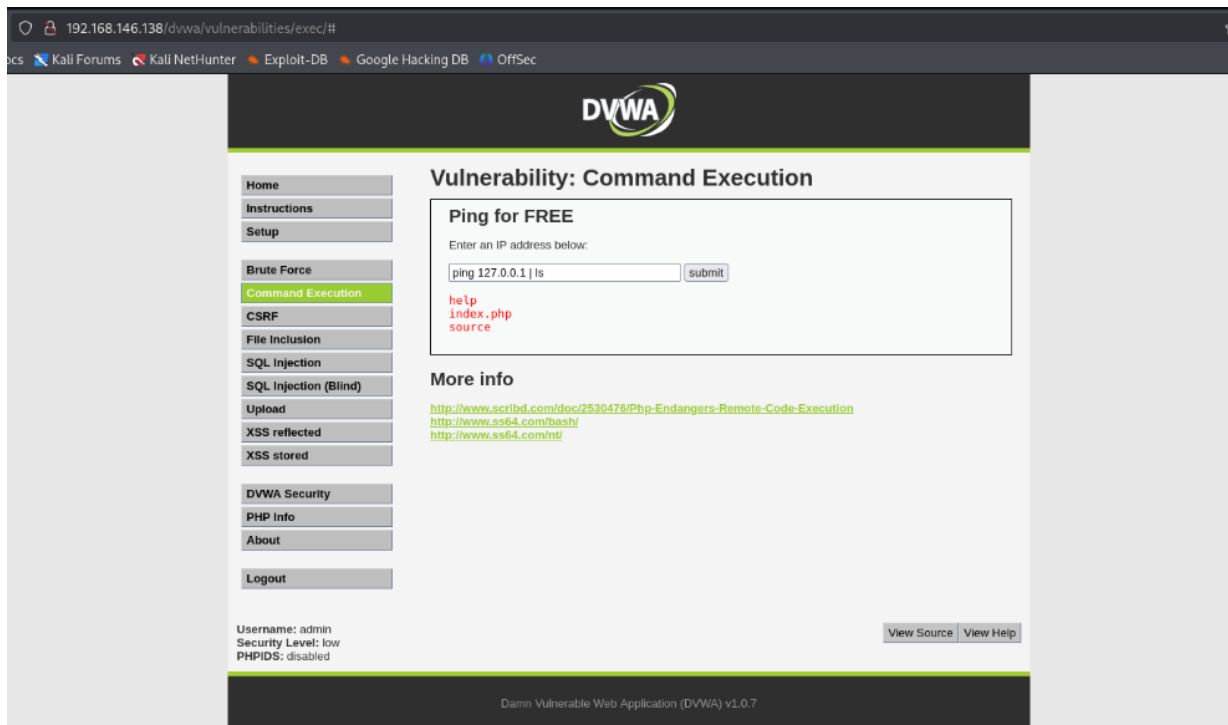 192.168.146.138/dvwa/vulnerabilities/exec/#
ocs Kali Forums Kali NetHunter Exploit-DB Google Hacking DB OffSec
DVWA
Home
Instructions
Setup
Brute Force
Command Execution
CSRF
File Inclusion
SQL Injection
SQL Injection (Blind)
Upload
XSS reflected
XSS stored
DVWA Security
PHP Info
About
Logout
Vulnerability: Command Execution
Ping for FREE
Enter an IP address below:
ping 127.0.0.1 | ls submit
help
index.php
source
More info
http://www.scribd.com/doc/2530476/Php-Endangers-Remote-Code-Execution
http://www.ss64.com/bash/
http://www.ss64.com/nt/
Username: admin
Security Level: low
PHPIDS: disabled
View Source View Help
Damn Vulnerable Web Application (DVWA) v1.0.7